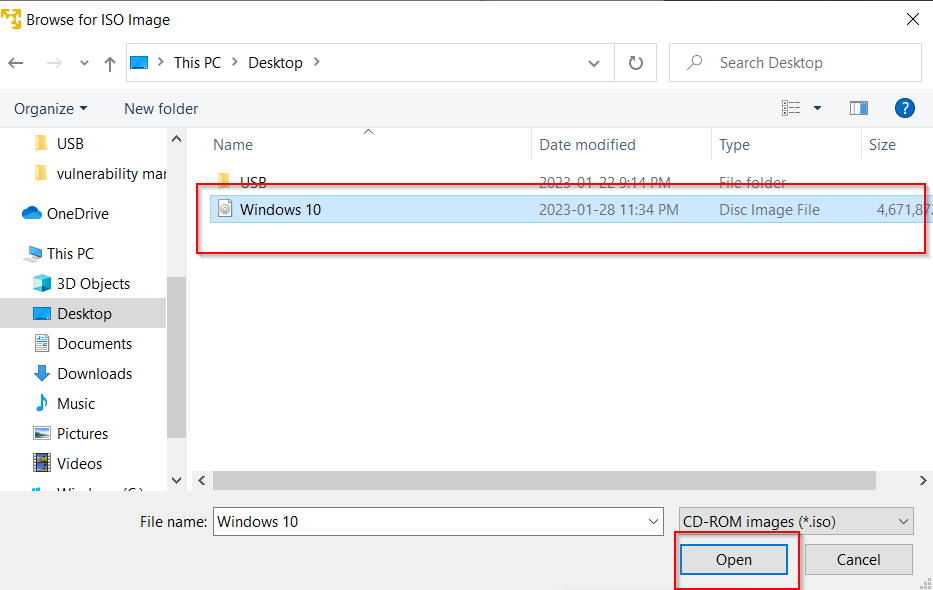 Browse for ISO Image
This PC Desktop
Search Desktop
Organize New folder
?
Name Date modified Type Size
USB
vulnerability mar
OneDrive
This PC
3D Objects
Desktop
Documents
Downloads
Music
Pictures
Videos
Windows (C:)
USB 2023-01-22 9:14 PM File folder
Windows 10 2023-01-28 11:34 PM Disc Image File 4,671,872
File name: Windows 10 CD-ROM images (*.iso)
Open Cancel